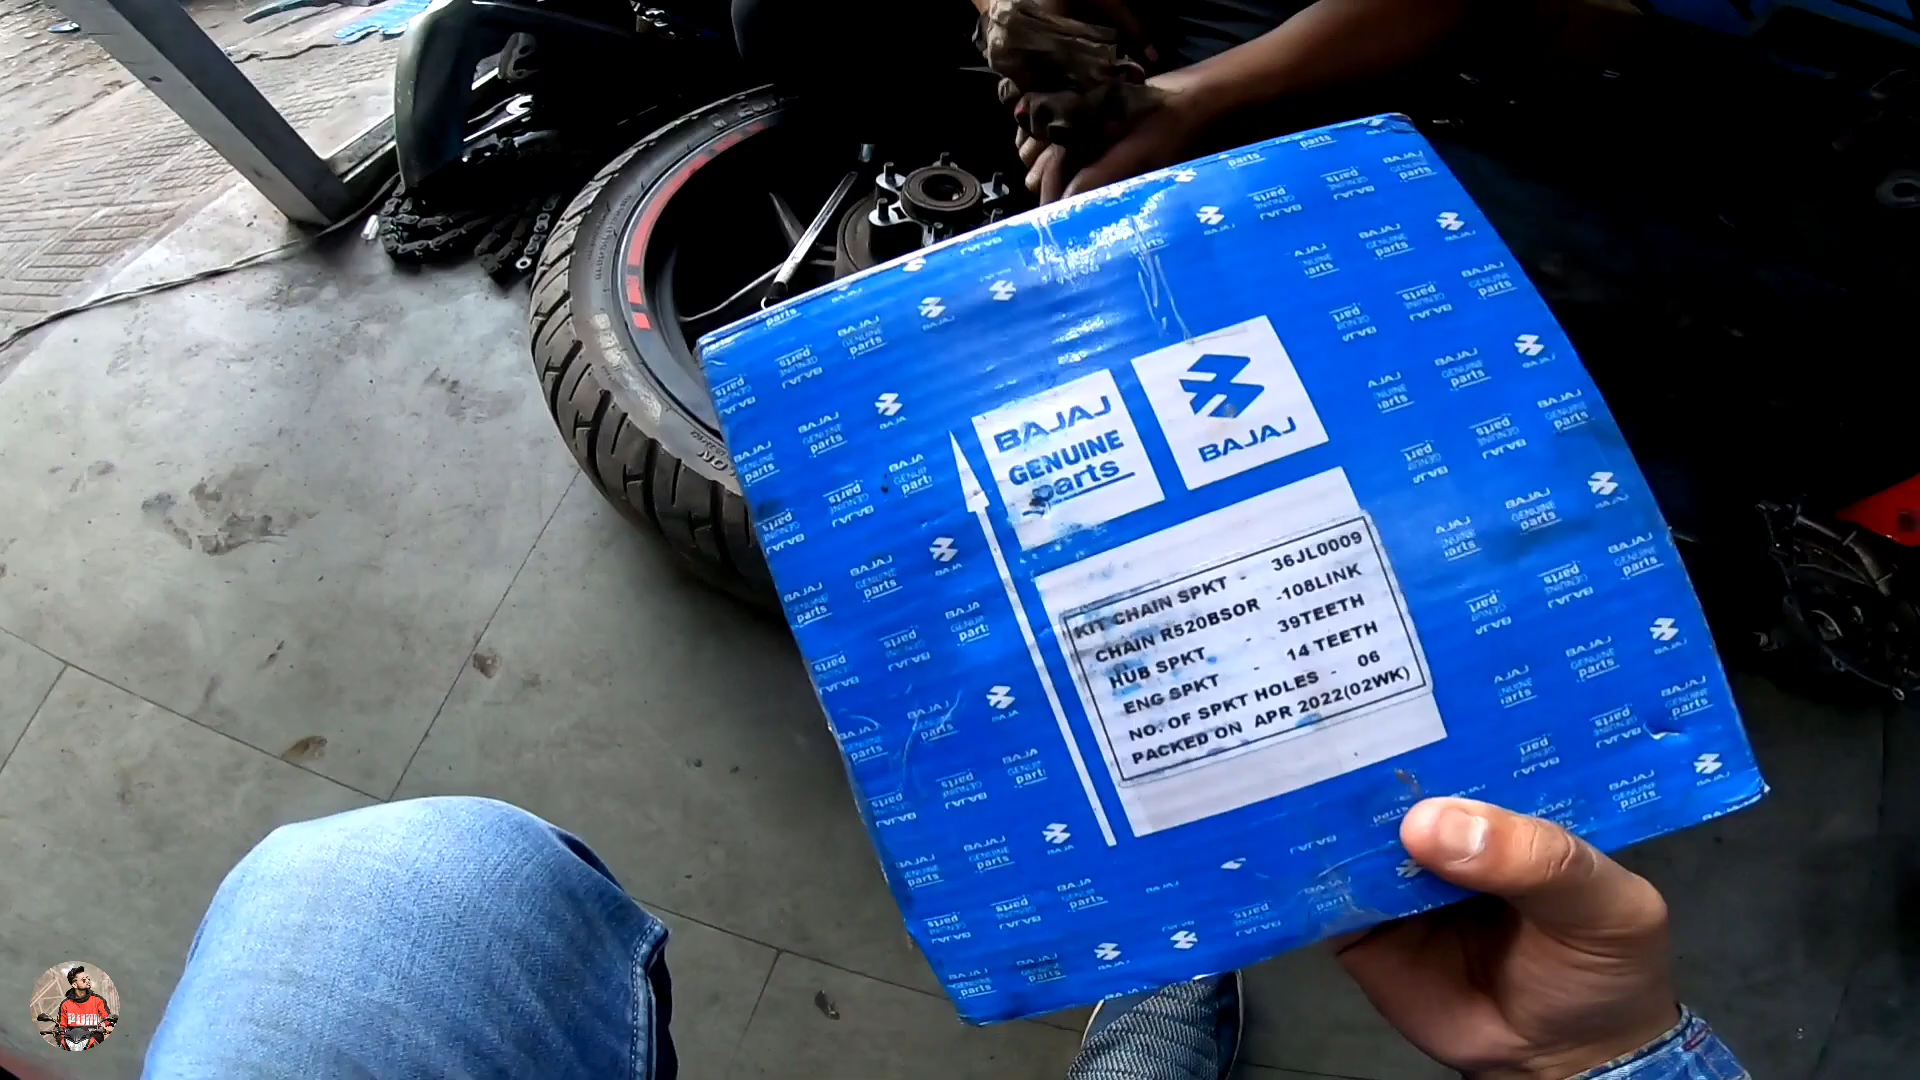 BAJAJ
GENUINE
parts
BAJAJ
KIT CHAIN SPKT - 36JL0009
CHAIN R520BSOR -108LINK
HUB SPKT - 39TEETH
ENG SPKT - 14 TEETH
NO. OF SPKT HOLES - 06
PACKED ON APR 2022(02WK)